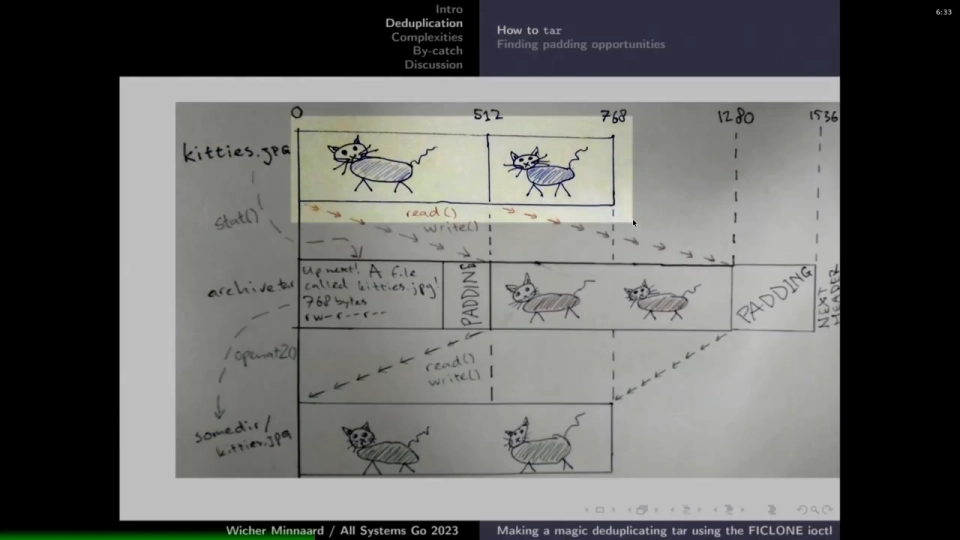 6:33
Intro
Deduplication
Complexities
By-catch
Discussion
How to tar
Finding padding opportunities
0 512 768 1280 1536
kitties.jpg
stat()
read()
write()
archive.tar
Up next! A file
called kitties.jpg!
768 bytes
rw-r--r--
PADDING
PADDING
NEXT
HEADER
openat2()
read()
write()
somedir/
kitties.jpg
Wicher Minnaard / All Systems Go 2023
Making a magic deduplicating tar using the FICLONE ioctl